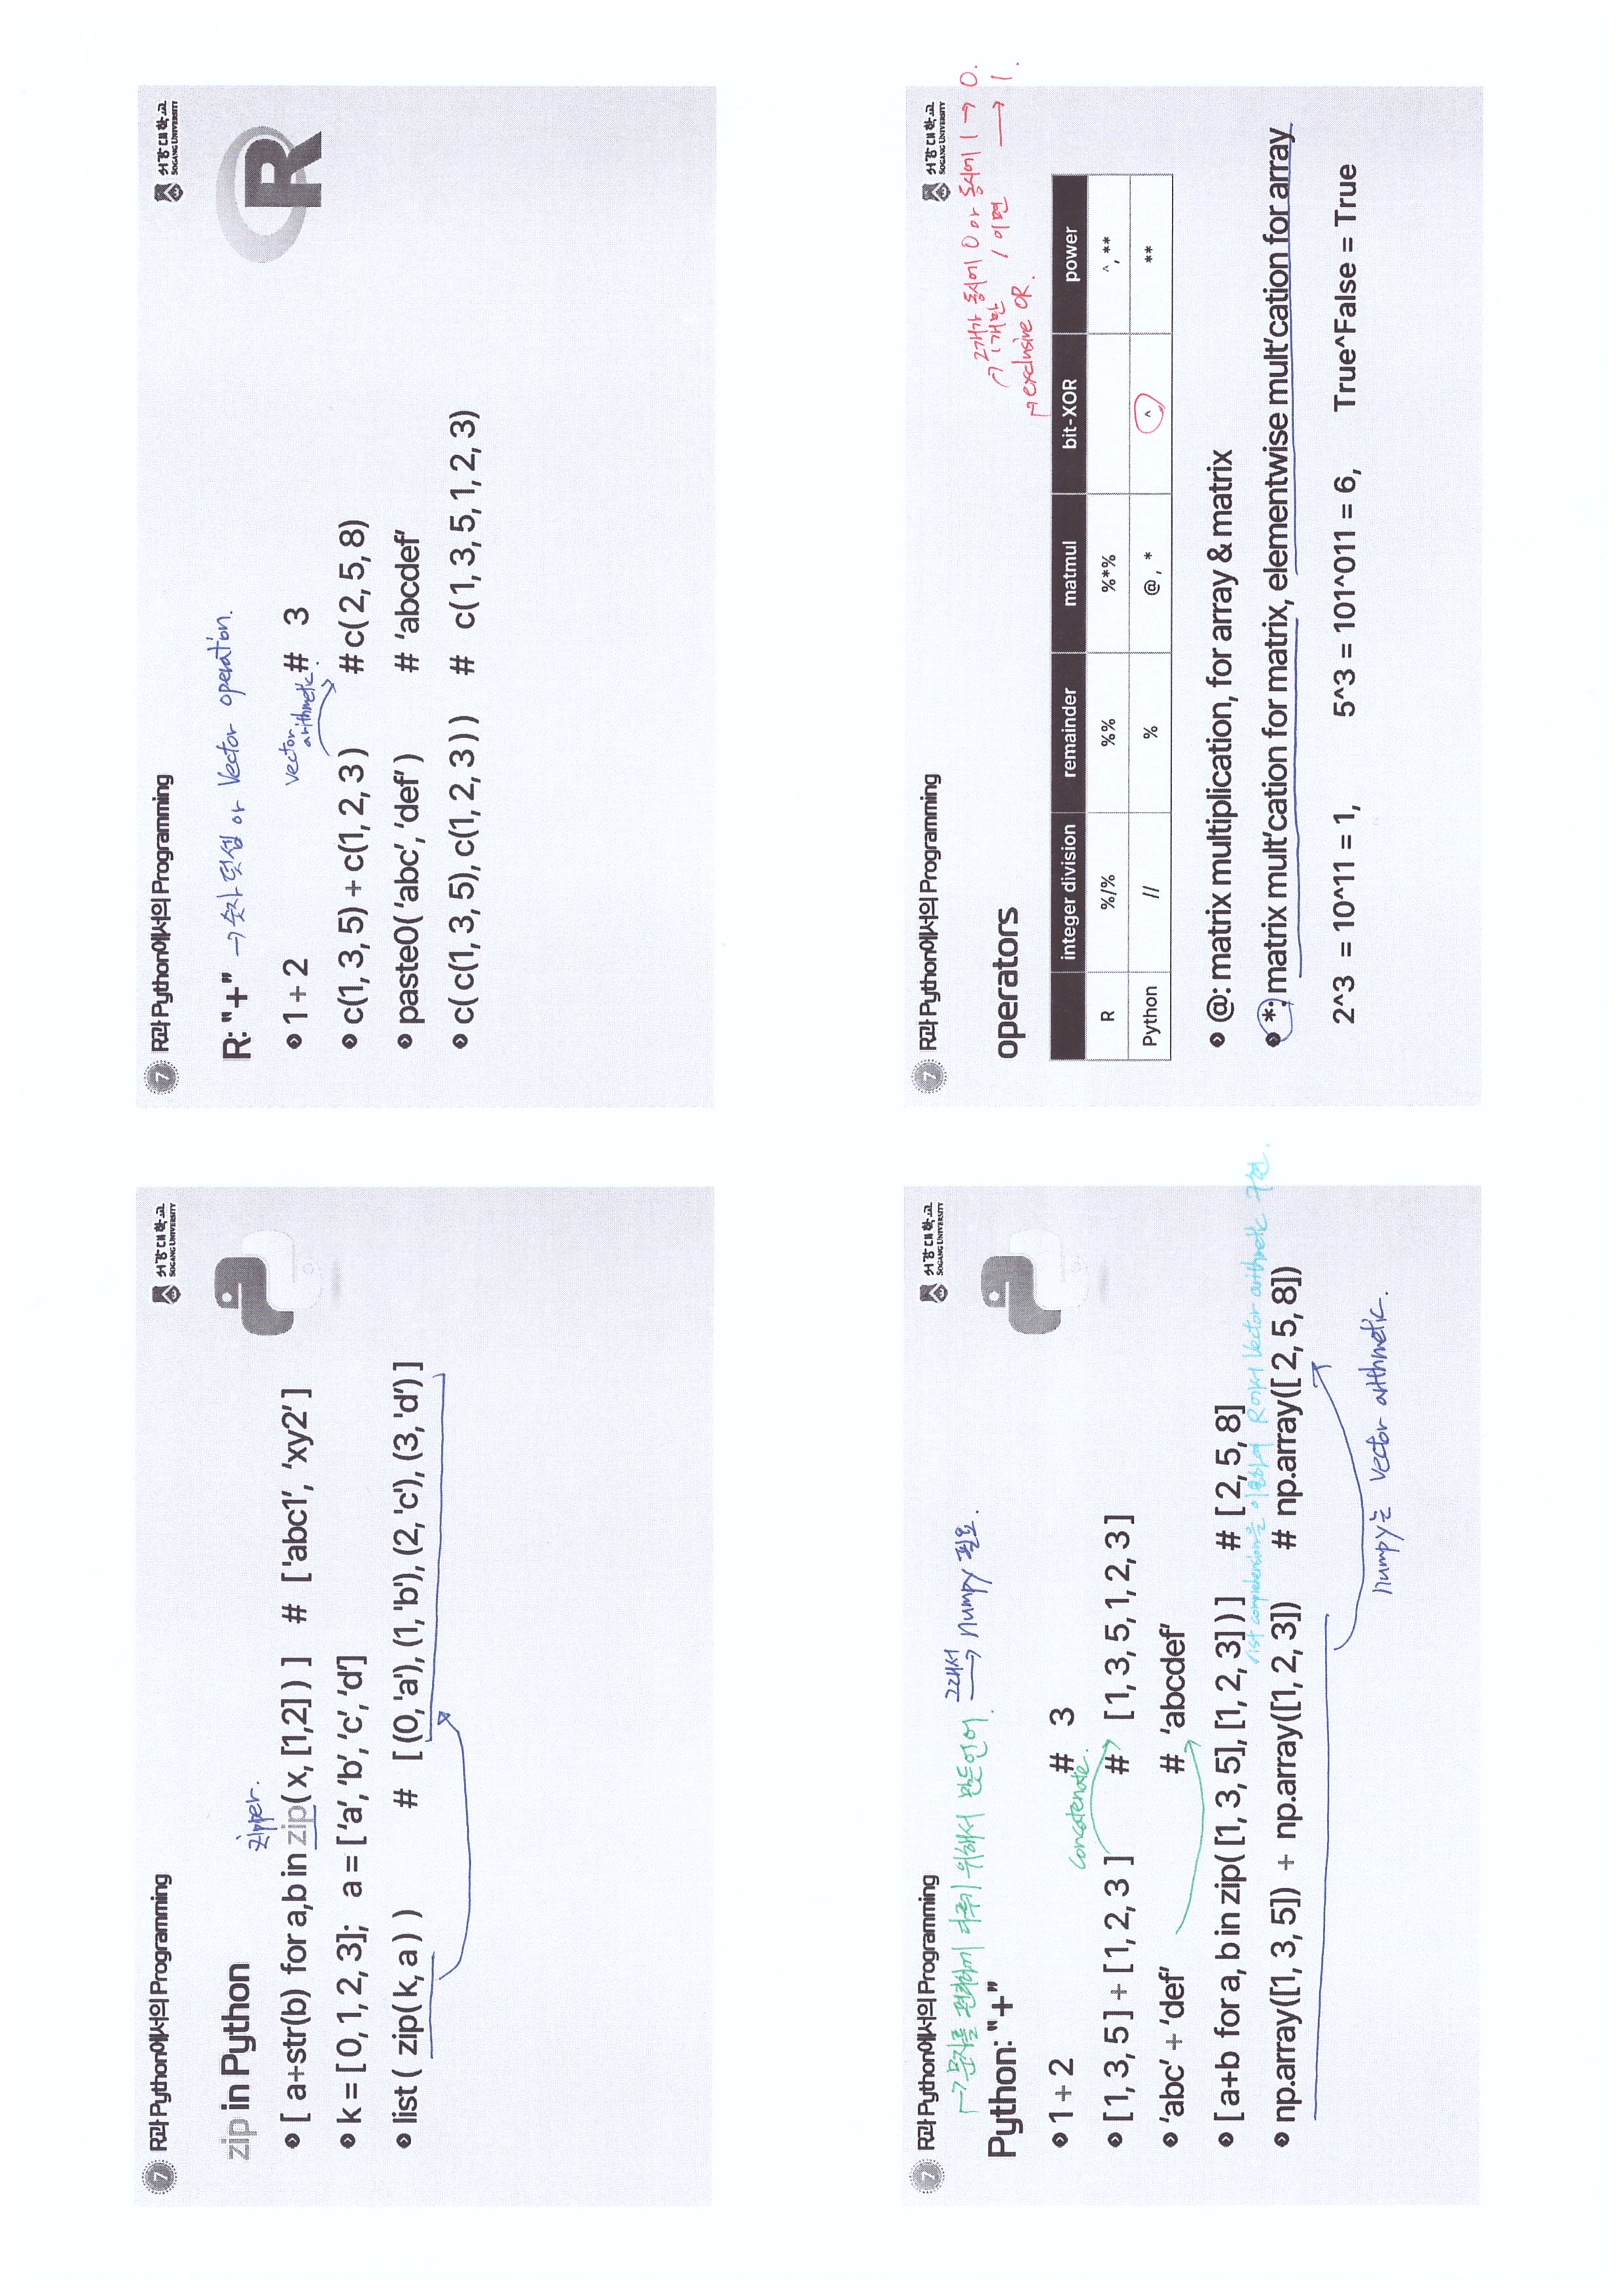 7 R과 Python에서의 Programming
서강대학교
SOGANG UNIVERSITY
zip in Python
zipper.
[ a+str(b) for a,b in zip( x, [1,2] ) ] # ['abc1', ‘xy2’ ]
k = [ 0, 1, 2, 3]; a = [ ‘a’, ‘b’, ‘c’, ‘d’]
list ( zip( k, a ) ) # [ (0, 'a'), (1, 'b'), (2, 'c'), (3, 'd') ]
7 R과 Python에서의 Programming
서강대학교
SOGANG UNIVERSITY
R: "+" → 숫자 덧셈 or Vector operation.
1 + 2 # 3
Vector arithmetic.
c(1, 3, 5) + c(1, 2, 3 ) # c( 2, 5, 8)
paste0( ‘abc’, ‘def’ ) # ‘abcdef’
c( c(1, 3, 5), c(1, 2, 3 ) ) # c( 1, 3, 5, 1, 2, 3)
7 R과 Python에서의 Programming
서강대학교
SOGANG UNIVERSITY
→ 문자를 편리하게 다루기 위해서 만든언어. 그래서 → numpy 필요.
Python: "+"
1 + 2 # 3
concatenate.
[ 1, 3, 5 ] + [ 1, 2, 3 ] # [ 1, 3, 5, 1, 2, 3 ]
‘abc’ + ‘def’ # ‘abcdef’
[ a+b for a, b in zip( [1, 3, 5], [1, 2, 3] ) ] # [ 2, 5, 8]
list comprehension을 이용하여 R에서 Vector arithmetic 구현.
np.array([1, 3, 5]) + np.array([1, 2, 3]) # np.array([ 2, 5, 8])
numpy는 Vector arithmetic.
7 R과 Python에서의 Programming
서강대학교
SOGANG UNIVERSITY
→ 2개가 동시에 0 or 동시에 1 → 0.
1개만 1 이면 → 1.
operators
→ exclusive OR.
integer division remainder matmul bit-XOR power
R %/% %% %*% ^, **
Python // % @ , * ^ **
@: matrix multiplication, for array & matrix
*: matrix mult’cation for matrix, elementwise mult’cation for array
2^3 = 10^11 = 1, 5^3 = 101^011 = 6, True^False = True